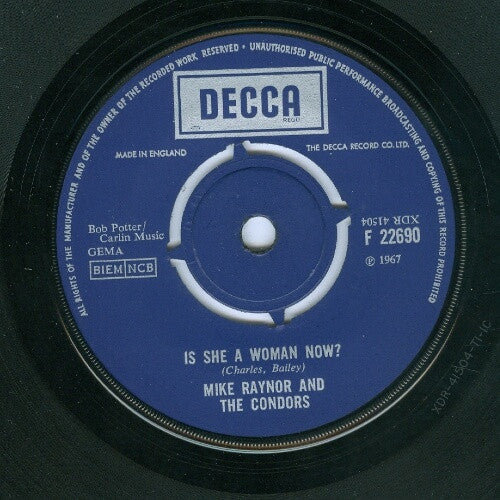 ALL RIGHTS OF THE MANUFACTURER AND OF THE OWNER OF THE RECORDED WORK RESERVED • UNAUTHORISED PUBLIC PERFORMANCE BROADCASTING AND COPYING OF THIS RECORD PROHIBITED
DECCA
REGD
MADE IN ENGLAND
THE DECCA RECORD CO. LTD.
Bob Potter/
Carlin Music
GEMA
BIEM NCB
XDR 41504
F 22690
℗ 1967
IS SHE A WOMAN NOW?
(Charles, Bailey)
MIKE RAYNOR AND
THE CONDORS
XDR-41504-T1-1C